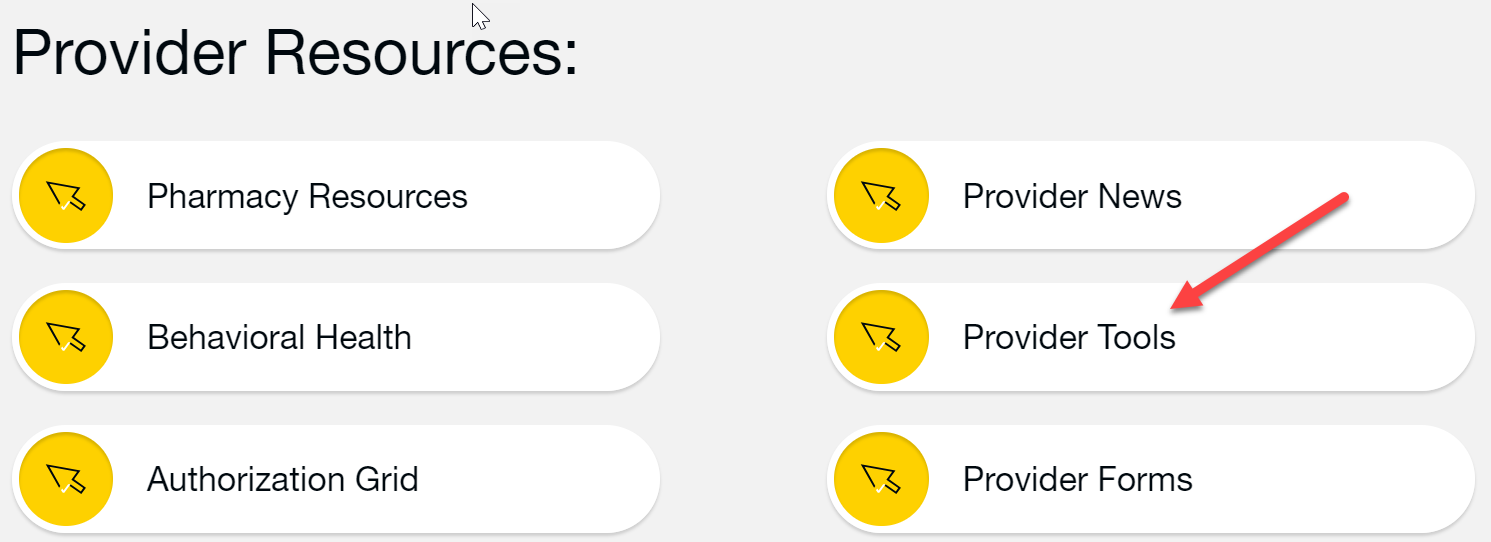 Provider Resources:
Pharmacy Resources
Provider News
Behavioral Health
Provider Tools
Authorization Grid
Provider Forms